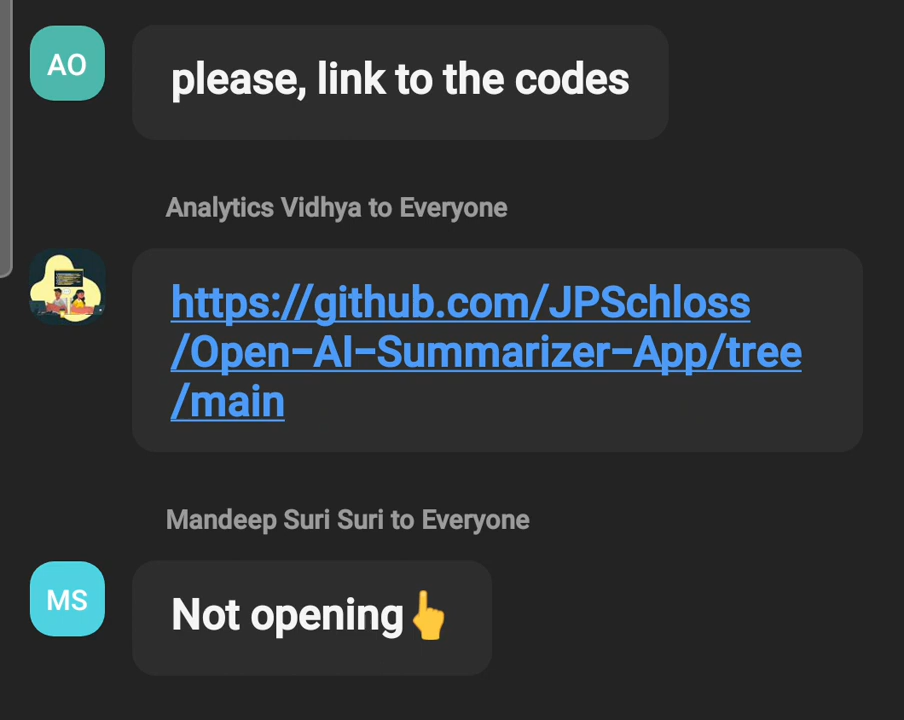 AO
please, link to the codes
Analytics Vidhya to Everyone
https://github.com/JPSchloss
/Open-AI-Summarizer-App/tree
/main
Mandeep Suri Suri to Everyone
MS
Not opening👆